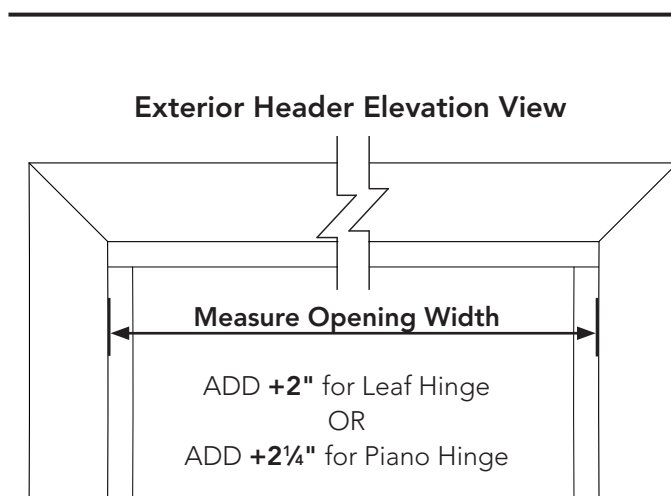 Exterior Header Elevation View
Measure Opening Width
ADD +2" for Leaf Hinge
OR
ADD +2¼" for Piano Hinge